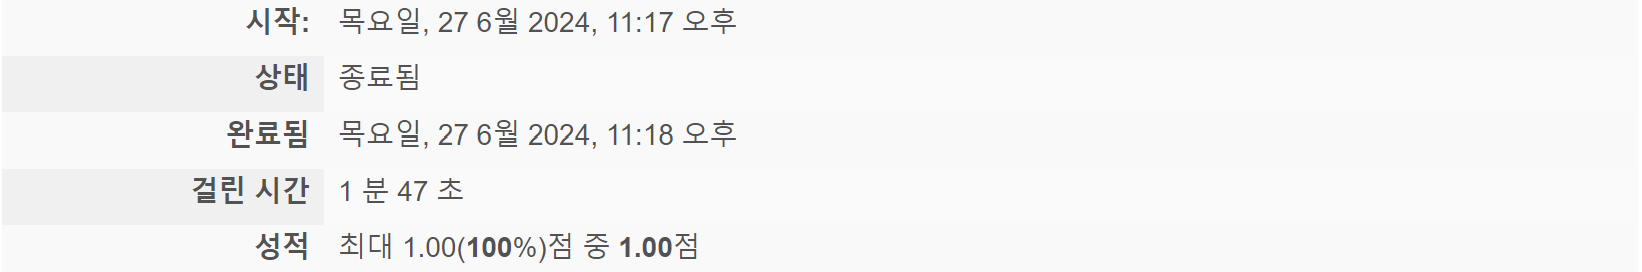 시작: 목요일, 27 6월 2024, 11:17 오후
상태 종료됨
완료됨 목요일, 27 6월 2024, 11:18 오후
걸린 시간 1 분 47 초
성적 최대 1.00(100%)점 중 1.00점